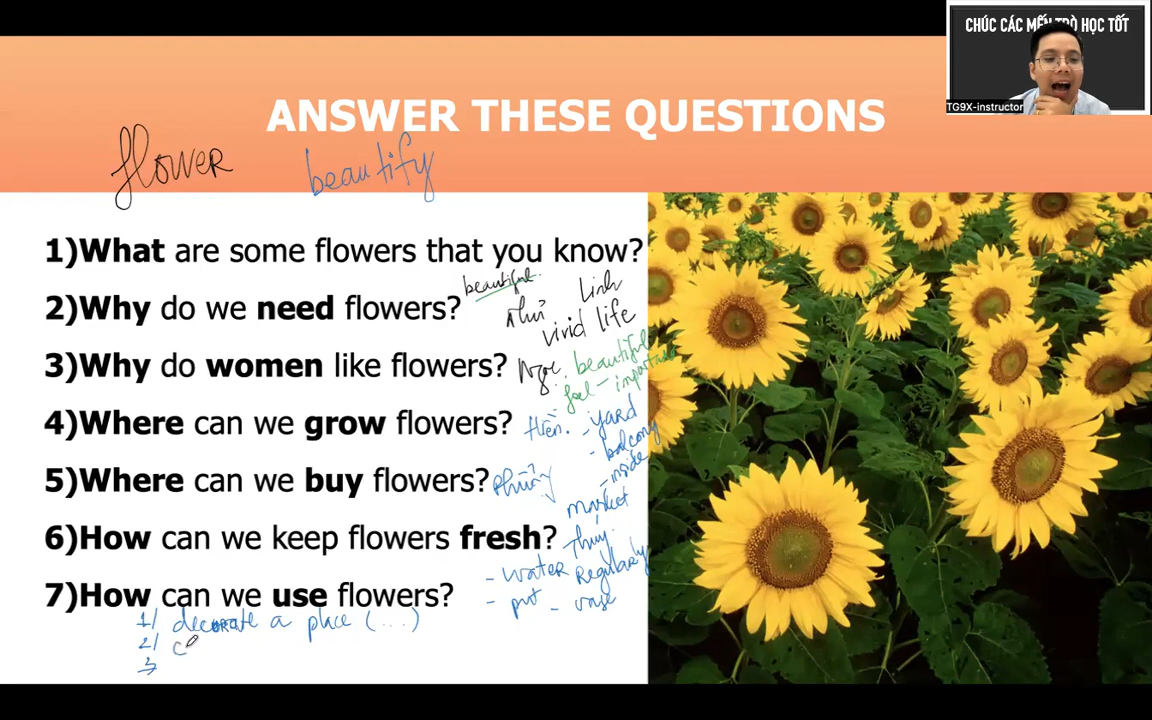 CHÚC CÁC MẾN TRÒ HỌC TỐT
TG9X-instructor
ANSWER THESE QUESTIONS
flower beautify
1)What are some flowers that you know?
2)Why do we need flowers? beautiful
Linh
vivid life
3)Why do women like flowers? Ngọc beautiful
feel - important
4)Where can we grow flowers? Hiền. - yard
- balcony
- inside
5)Where can we buy flowers?
market
6)How can we keep flowers fresh? Thúy
- water Regularly
- put - vase
7)How can we use flowers?
1/ decorate a place (...)
2/ c
3